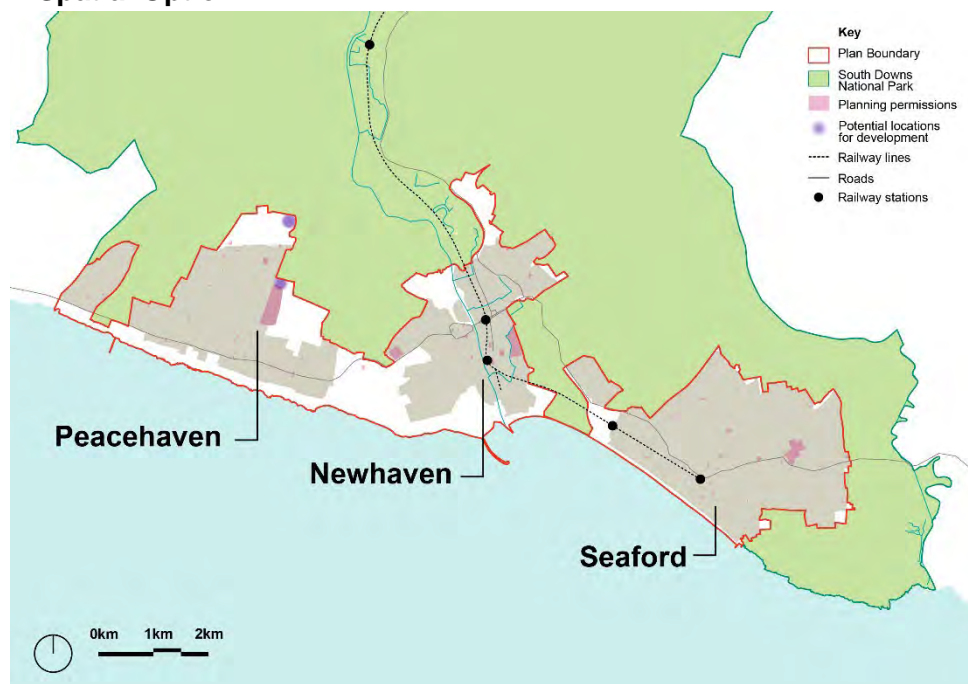 Key
Plan Boundary
South Downs
National Park
Planning permissions
Potential locations
for development
Railway lines
Roads
Railway stations
Peacehaven
Newhaven
Seaford
0km 1km 2km